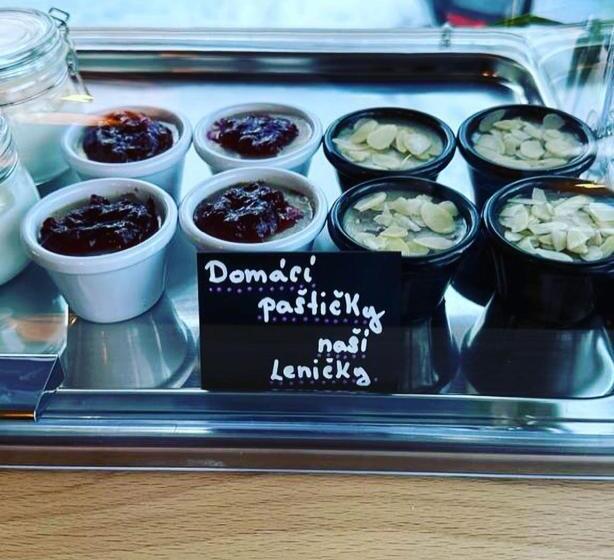 Domácí
paštičky
naší
Leničky